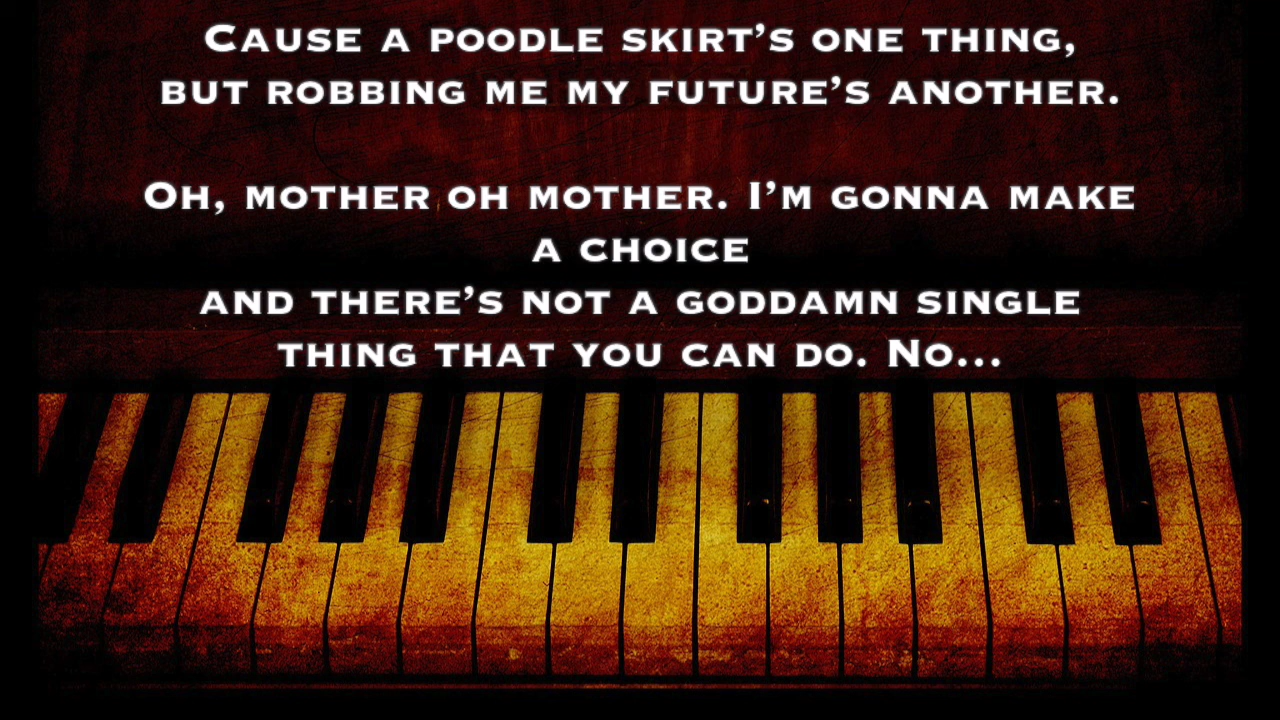 Cause a poodle skirt’s one thing,
but robbing me my future’s another.
Oh, mother oh mother. I’m gonna make
a choice
and there’s not a goddamn single
thing that you can do. No...